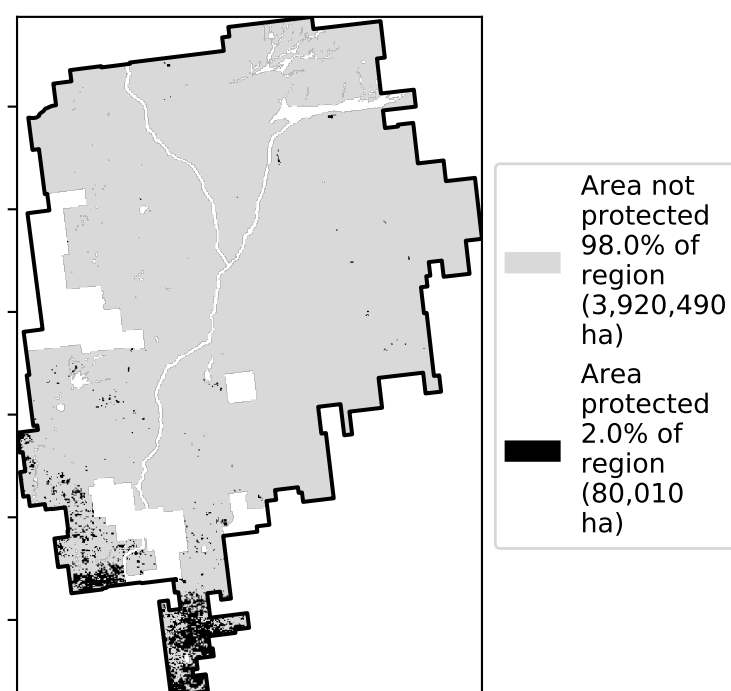 Area not
protected
98.0% of
region
(3,920,490
ha)
Area
protected
2.0% of
region
(80,010
ha)